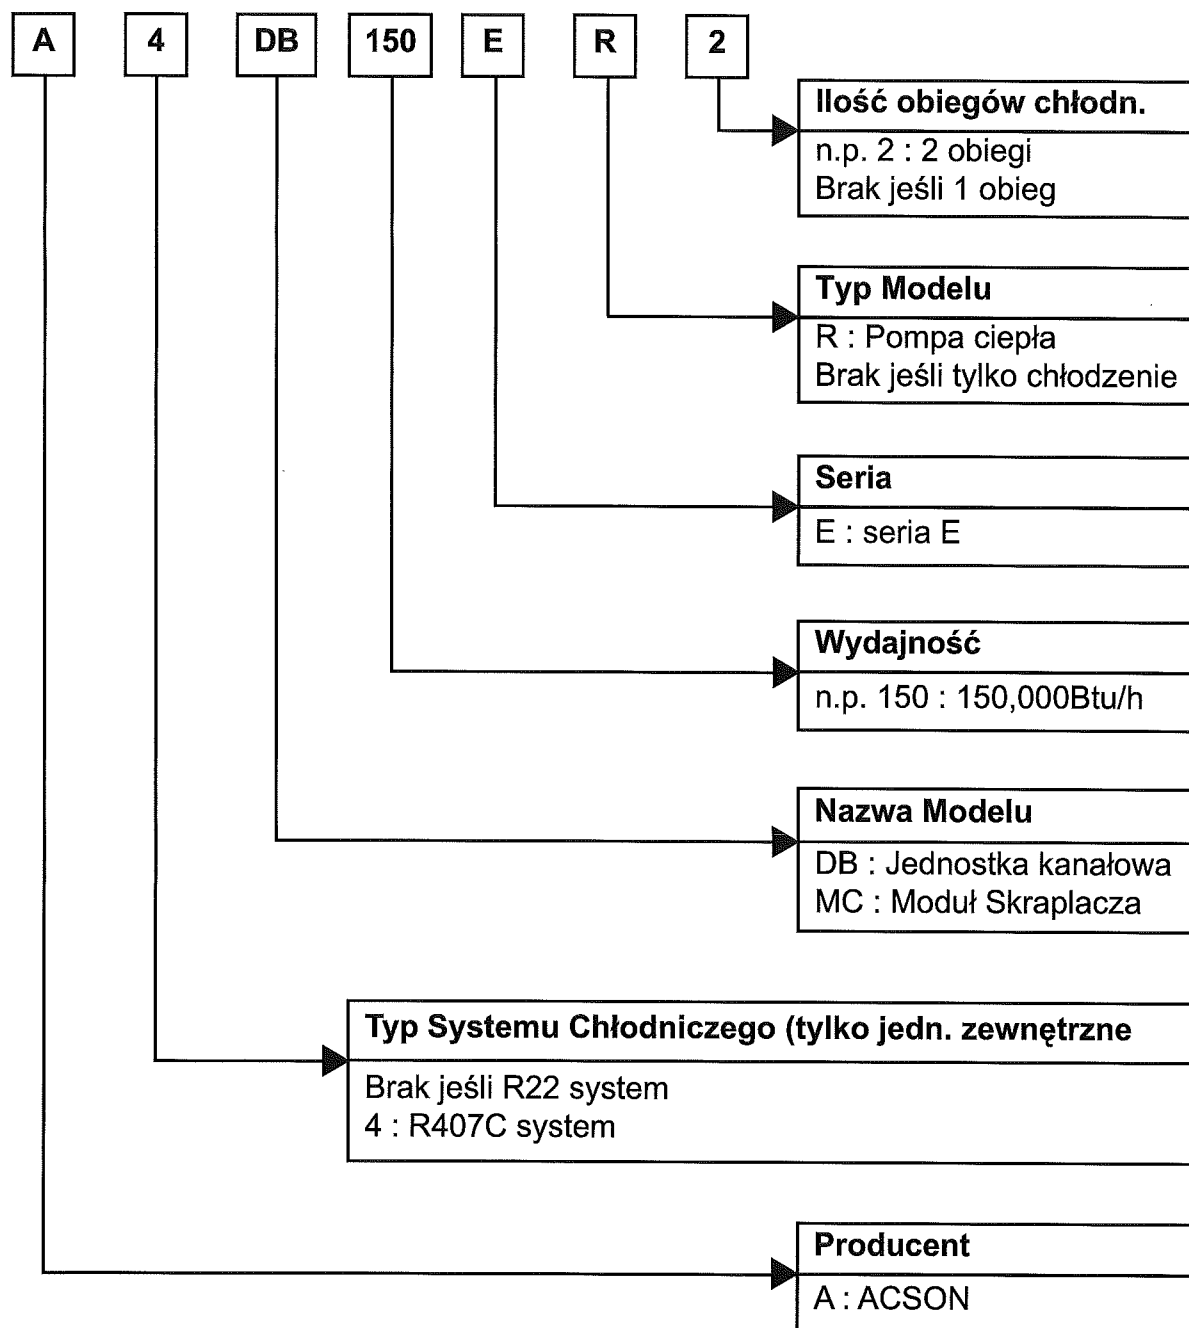 A 4 DB 150 E R 2
Ilość obiegów chłodn.
n.p. 2 : 2 obiegi
Brak jeśli 1 obieg
Typ Modelu
R : Pompa ciepła
Brak jeśli tylko chłodzenie
Seria
E : seria E
Wydajność
n.p. 150 : 150,000Btu/h
Nazwa Modelu
DB : Jednostka kanałowa
MC : Moduł Skraplacza
Typ Systemu Chłodniczego (tylko jedn. zewnętrzne
Brak jeśli R22 system
4 : R407C system
Producent
A : ACSON